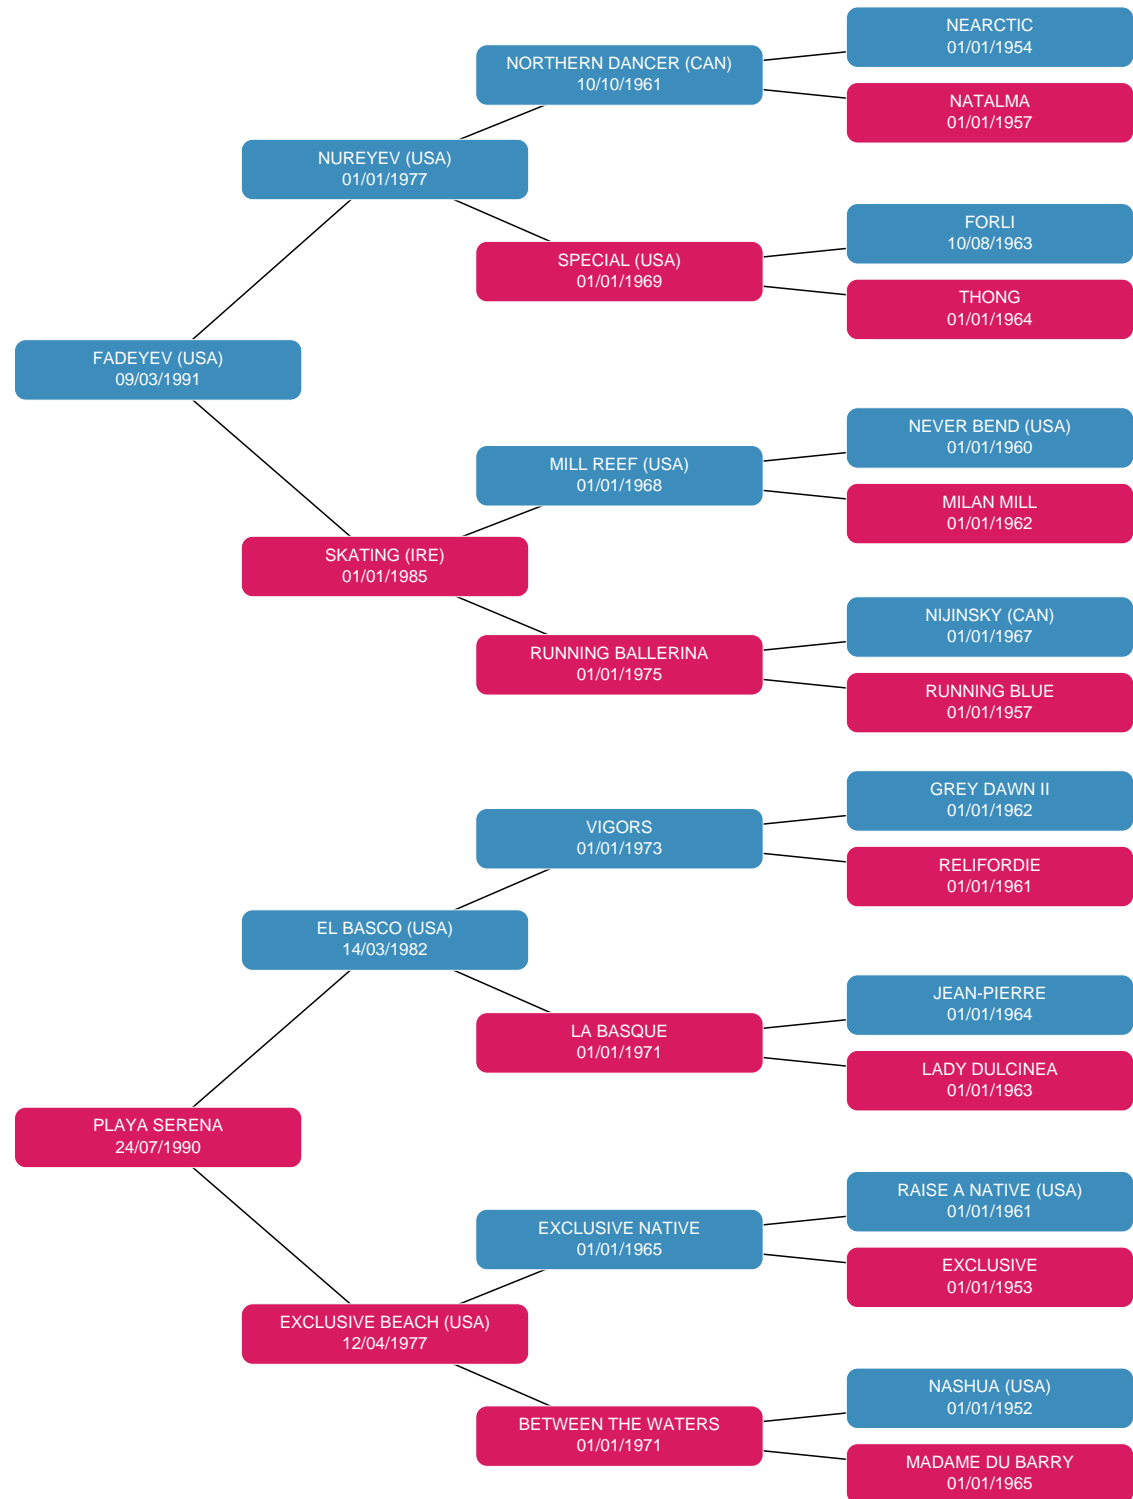 NEARCTIC
01/01/1954
NORTHERN DANCER (CAN)
10/10/1961
NATALMA
01/01/1957
NUREYEV (USA)
01/01/1977
FORLI
10/08/1963
SPECIAL (USA)
01/01/1969
THONG
01/01/1964
FADEYEV (USA)
09/03/1991
NEVER BEND (USA)
01/01/1960
MILL REEF (USA)
01/01/1968
MILAN MILL
01/01/1962
SKATING (IRE)
01/01/1985
NIJINSKY (CAN)
01/01/1967
RUNNING BALLERINA
01/01/1975
RUNNING BLUE
01/01/1957
GREY DAWN II
01/01/1962
VIGORS
01/01/1973
RELIFORDIE
01/01/1961
EL BASCO (USA)
14/03/1982
JEAN-PIERRE
01/01/1964
LA BASQUE
01/01/1971
LADY DULCINEA
01/01/1963
PLAYA SERENA
24/07/1990
RAISE A NATIVE (USA)
01/01/1961
EXCLUSIVE NATIVE
01/01/1965
EXCLUSIVE
01/01/1953
EXCLUSIVE BEACH (USA)
12/04/1977
NASHUA (USA)
01/01/1952
BETWEEN THE WATERS
01/01/1971
MADAME DU BARRY
01/01/1965